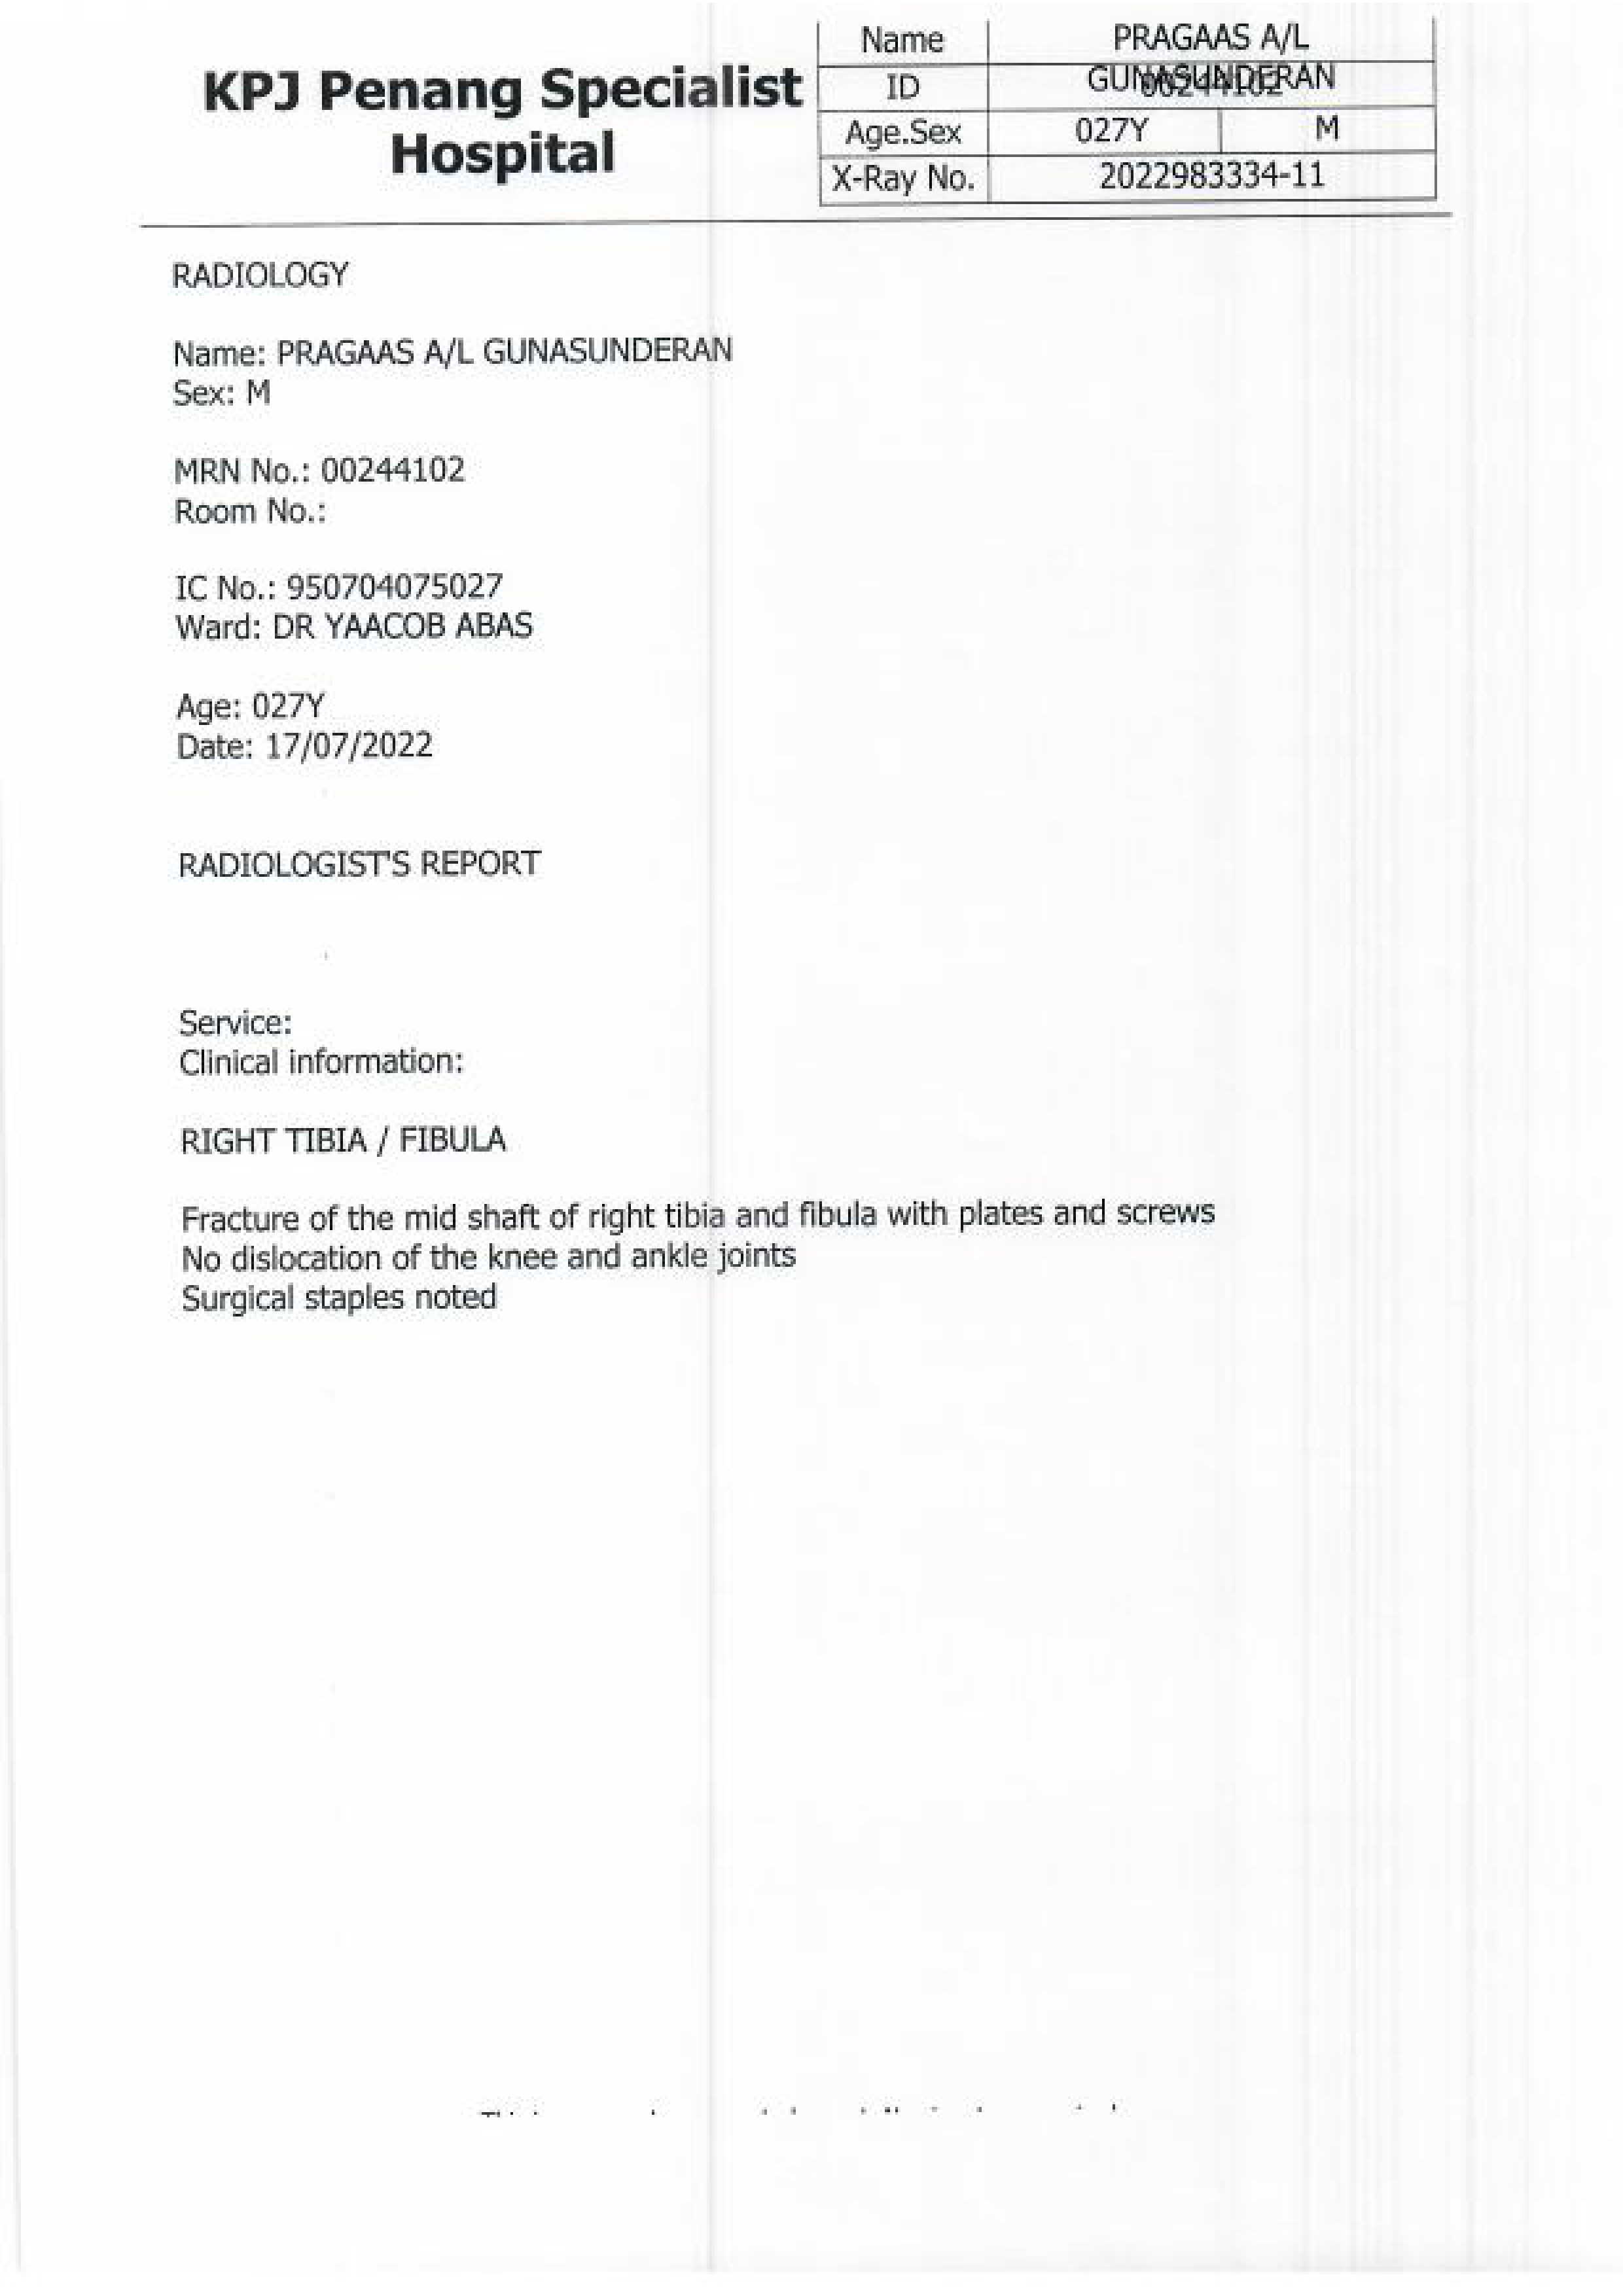 KPJ Penang Specialist
Hospital
Name PRAGAAS A/L
GUNASUNDERAN
ID 00244102
Age.Sex 027Y M
X-Ray No. 2022983334-11
RADIOLOGY
Name: PRAGAAS A/L GUNASUNDERAN
Sex: M
MRN No.: 00244102
Room No.:
IC No.: 950704075027
Ward: DR YAACOB ABAS
Age: 027Y
Date: 17/07/2022
RADIOLOGIST'S REPORT
Service:
Clinical information:
RIGHT TIBIA / FIBULA
Fracture of the mid shaft of right tibia and fibula with plates and screws
No dislocation of the knee and ankle joints
Surgical staples noted